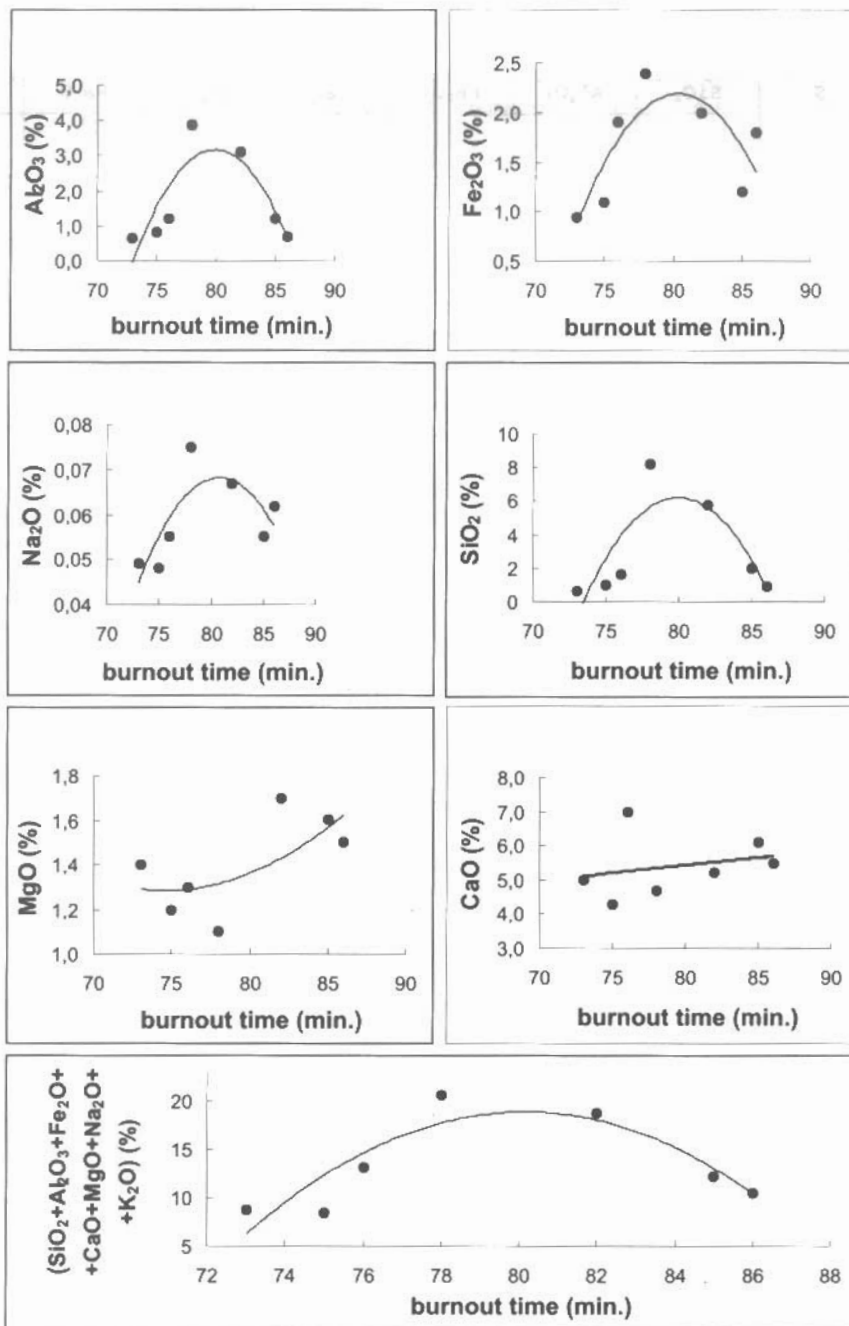 Al₂O₃ (%)
5,0
4,0
3,0
2,0
1,0
0,0
70 75 80 85 90
burnout time (min.)
Fe₂O₃ (%)
2,5
2,0
1,5
1,0
0,5
70 75 80 85 90
burnout time (min.)
Na₂O (%)
0,08
0,07
0,06
0,05
0,04
70 75 80 85 90
burnout time (min.)
SiO₂ (%)
10
8
6
4
2
0
70 75 80 85 90
burnout time (min.)
MgO (%)
1,8
1,6
1,4
1,2
1,0
70 75 80 85 90
burnout time (min.)
CaO (%)
8,0
7,0
6,0
5,0
4,0
3,0
70 75 80 85 90
burnout time (min.)
(SiO₂+Al₂O₃+Fe₂O+
+CaO+MgO+Na₂O+
+K₂O) (%)
20
15
10
5
72 74 76 78 80 82 84 86 88
burnout time (min.)